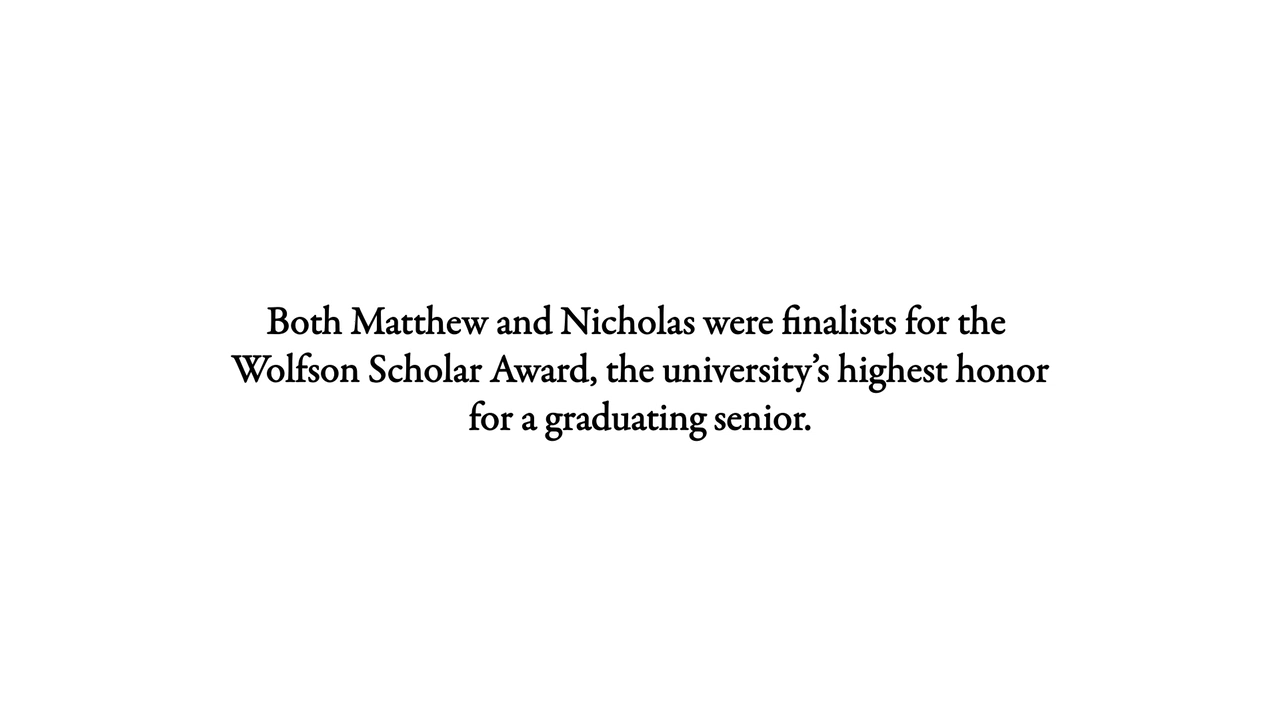 Both Matthew and Nicholas were finalists for the
Wolfson Scholar Award, the university’s highest honor
for a graduating senior.